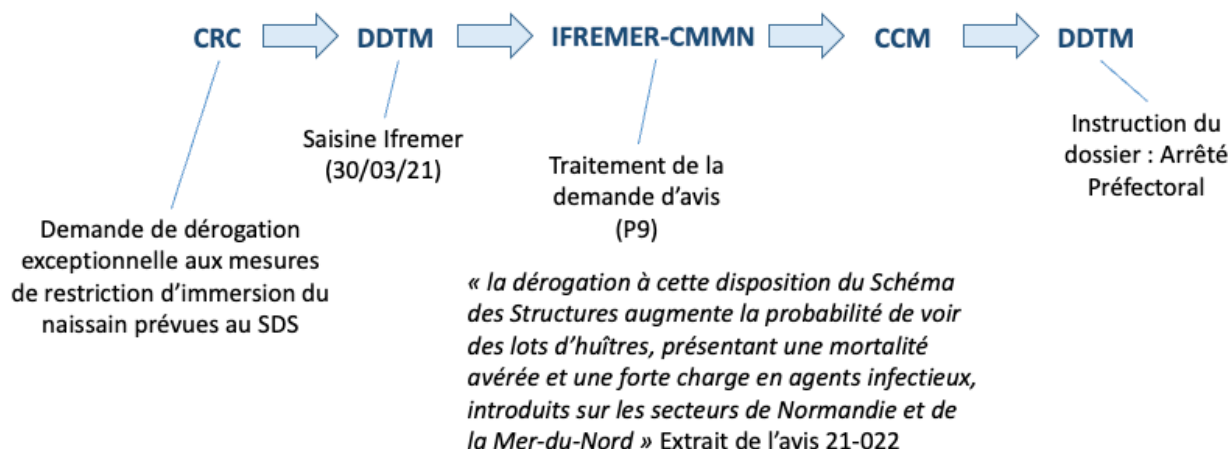 CRC DDTM IFREMER-CMMN CCM DDTM
Saisine Ifremer
(30/03/21)
Traitement de la
demande d'avis
(P9)
Instruction du
dossier : Arrêté
Préfectoral
Demande de dérogation
exceptionnelle aux mesures
de restriction d'immersion du
naissain prévues au SDS
« la dérogation à cette disposition du Schéma
des Structures augmente la probabilité de voir
des lots d'huîtres, présentant une mortalité
avérée et une forte charge en agents infectieux,
introduits sur les secteurs de Normandie et de
la Mer-du-Nord » Extrait de l'avis 21-022